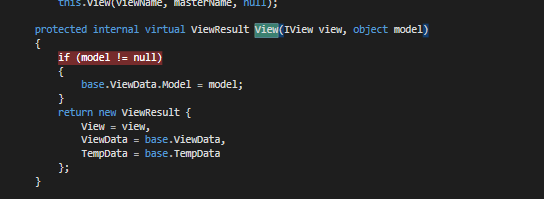 this.View(viewName, masterName, null);
protected internal virtual ViewResult View(IView view, object model)
{
if (model != null)
{
base.ViewData.Model = model;
}
return new ViewResult {
View = view,
ViewData = base.ViewData,
TempData = base.TempData
};
}